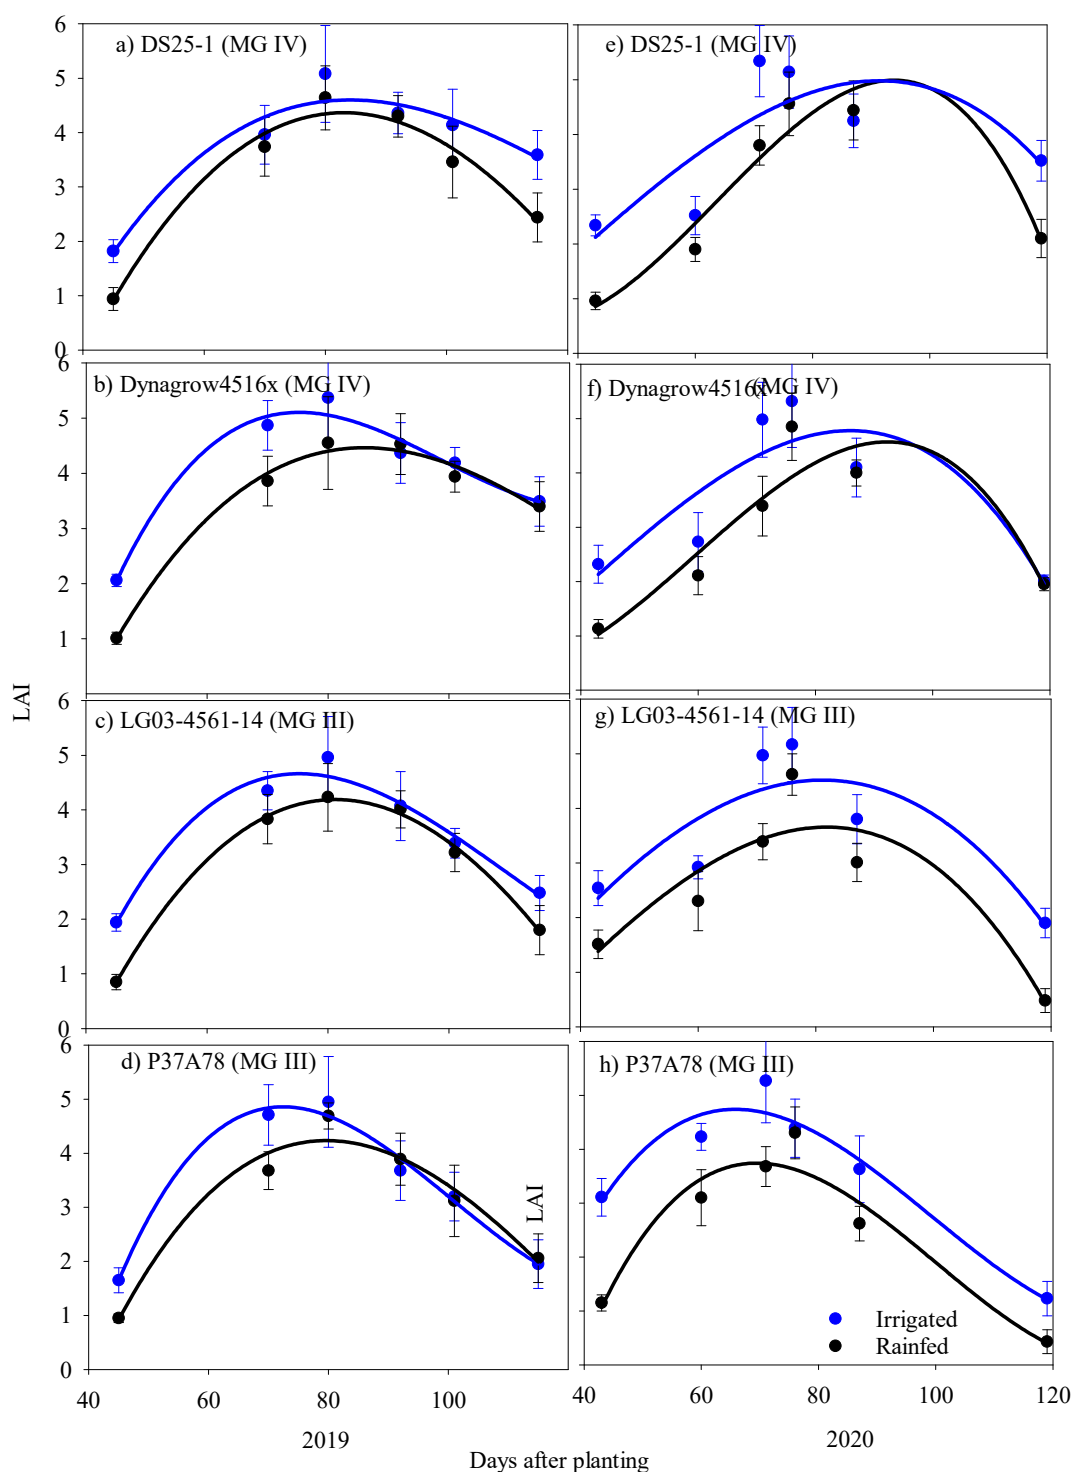 6
a) DS25-1 (MG IV)
e) DS25-1 (MG IV)
5
4
3
2
1
0
6
b) Dynagrow4516x (MG IV)
f) Dynagrow4516x (MG IV)
5
4
3
2
1
LAI
6
c) LG03-4561-14 (MG III)
g) LG03-4561-14 (MG III)
5
4
3
2
1
0
6
d) P37A78 (MG III)
h) P37A78 (MG III)
5
4
3
LAI
2
1
Irrigated
Rainfed
0
40 60 80 100 40 60 80 100 120
2019 2020
Days after planting